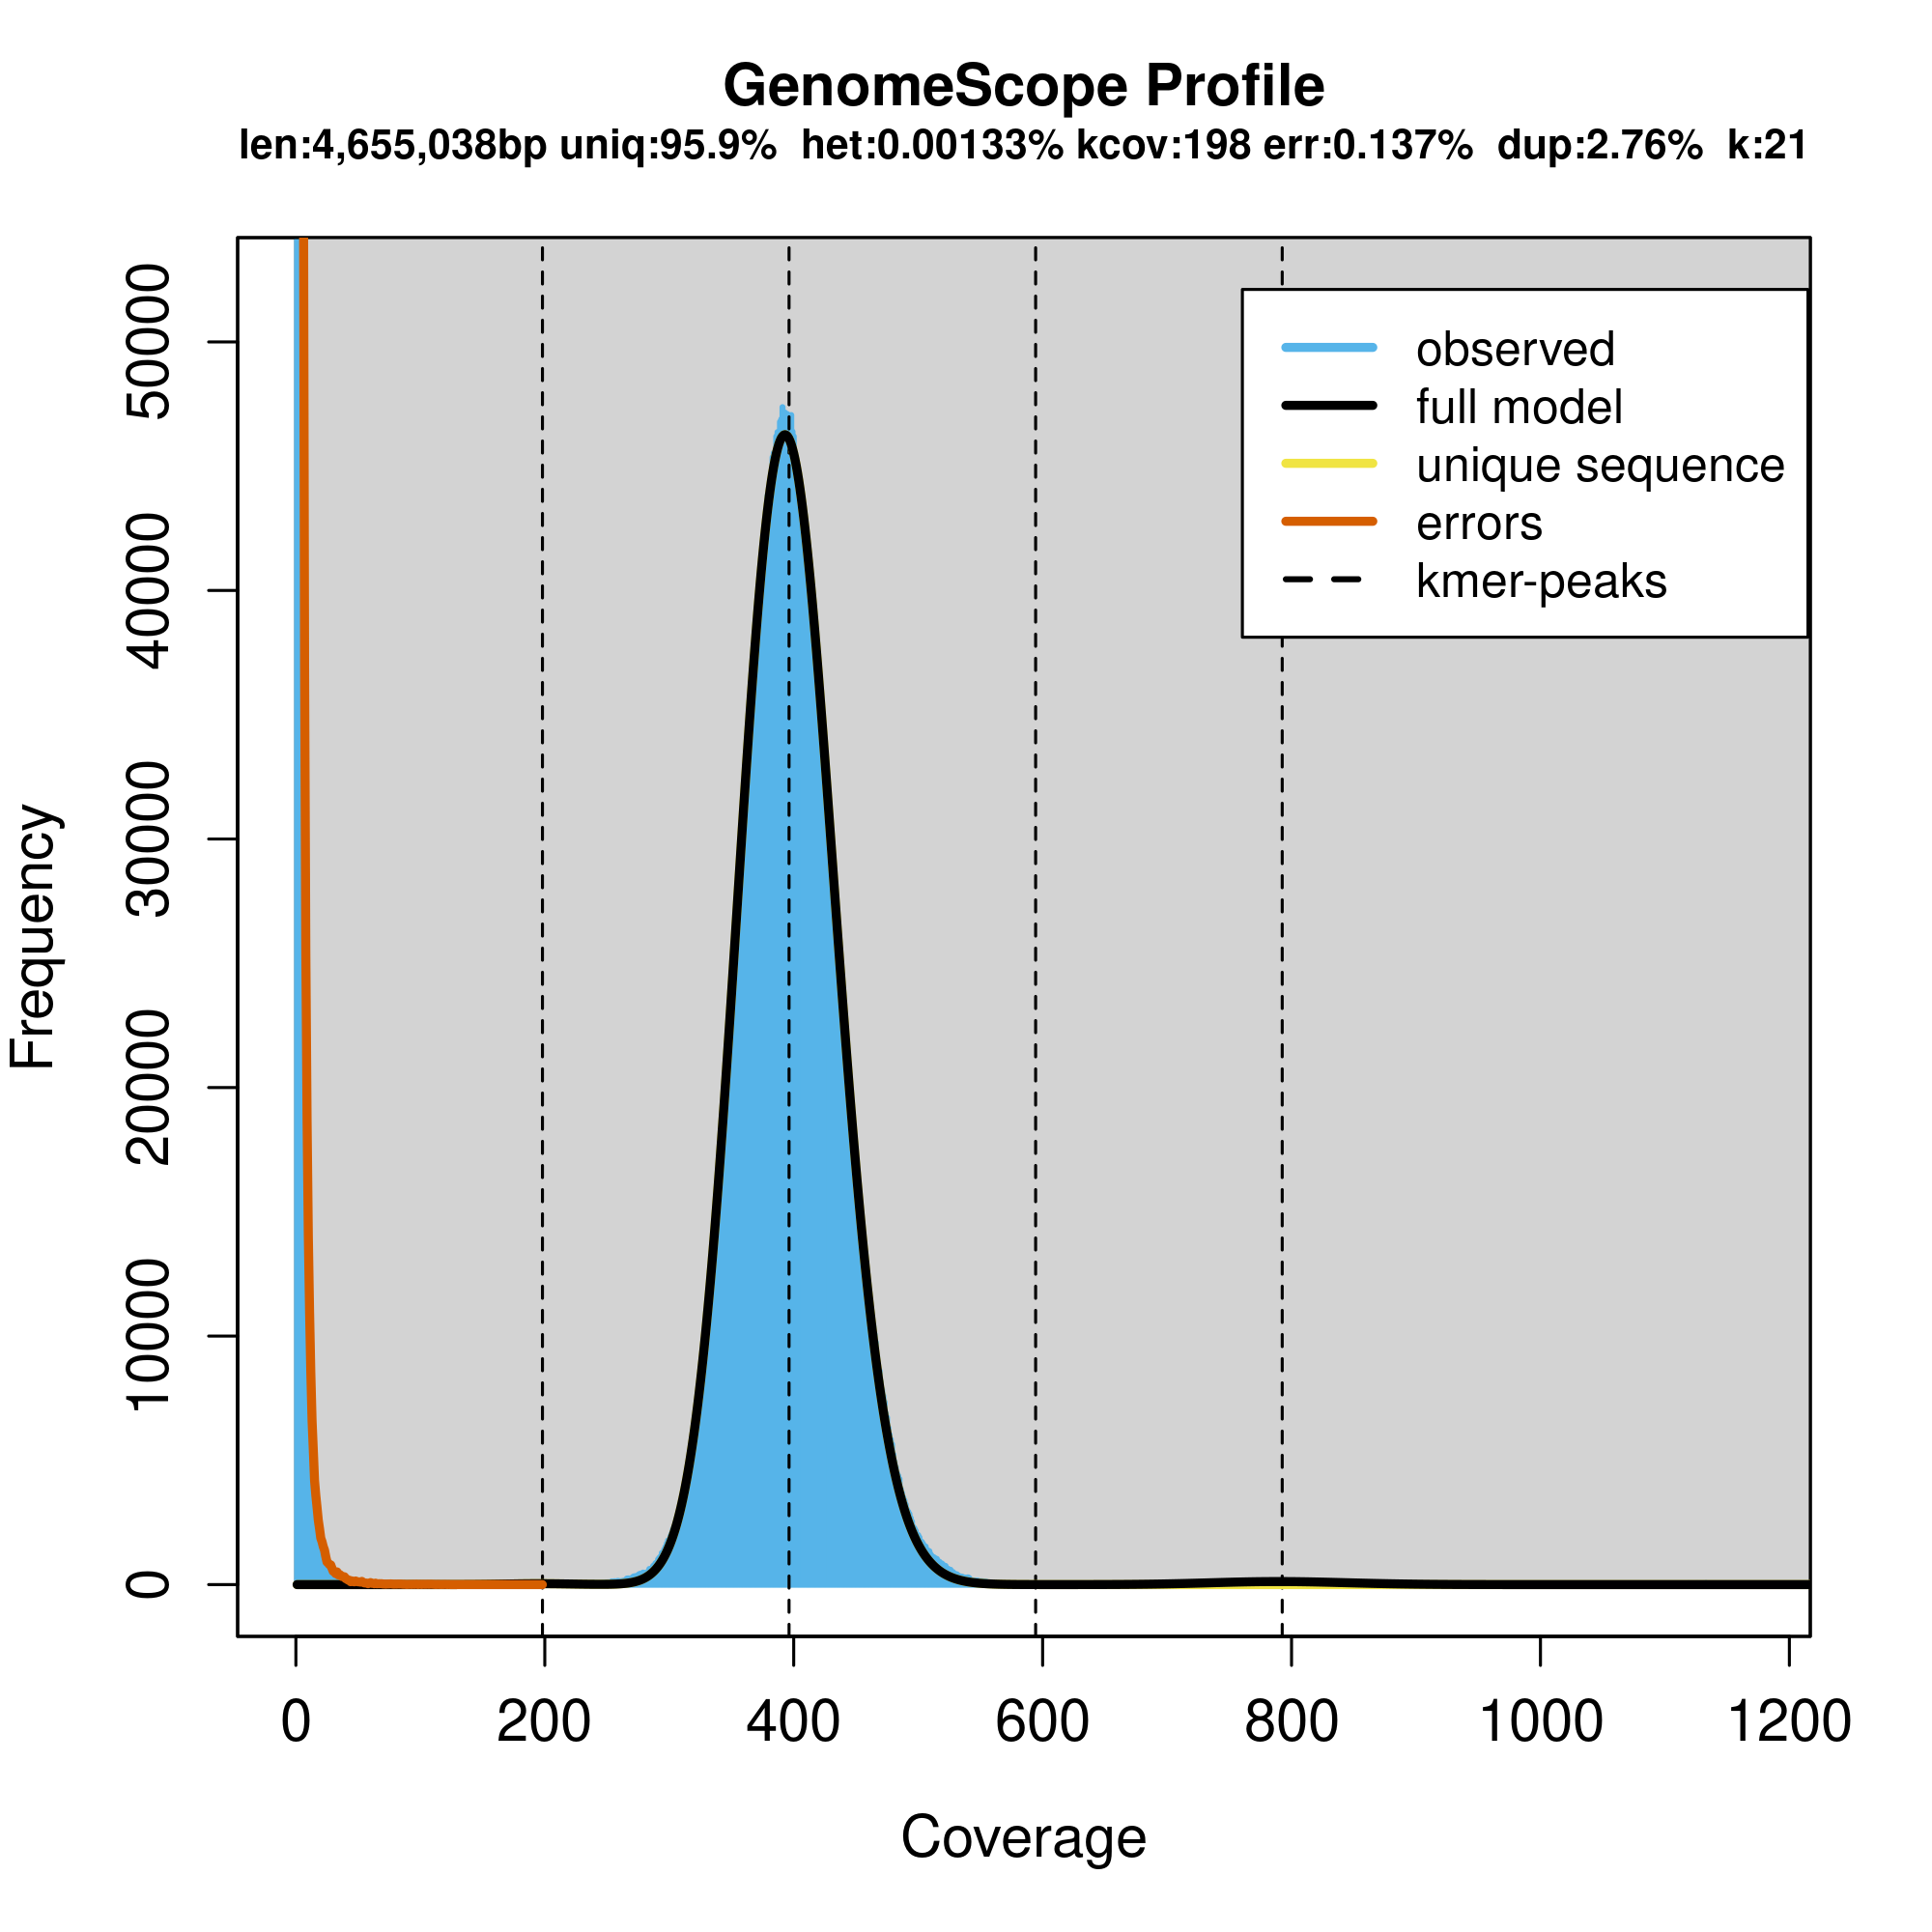 GenomeScope Profile
len:4,655,038bp uniq:95.9% het:0.00133% kcov:198 err:0.137% dup:2.76% k:21
observed
full model
unique sequence
errors
kmer-peaks
Frequency
50000
40000
30000
20000
10000
0
0 200 400 600 800 1000 1200
Coverage